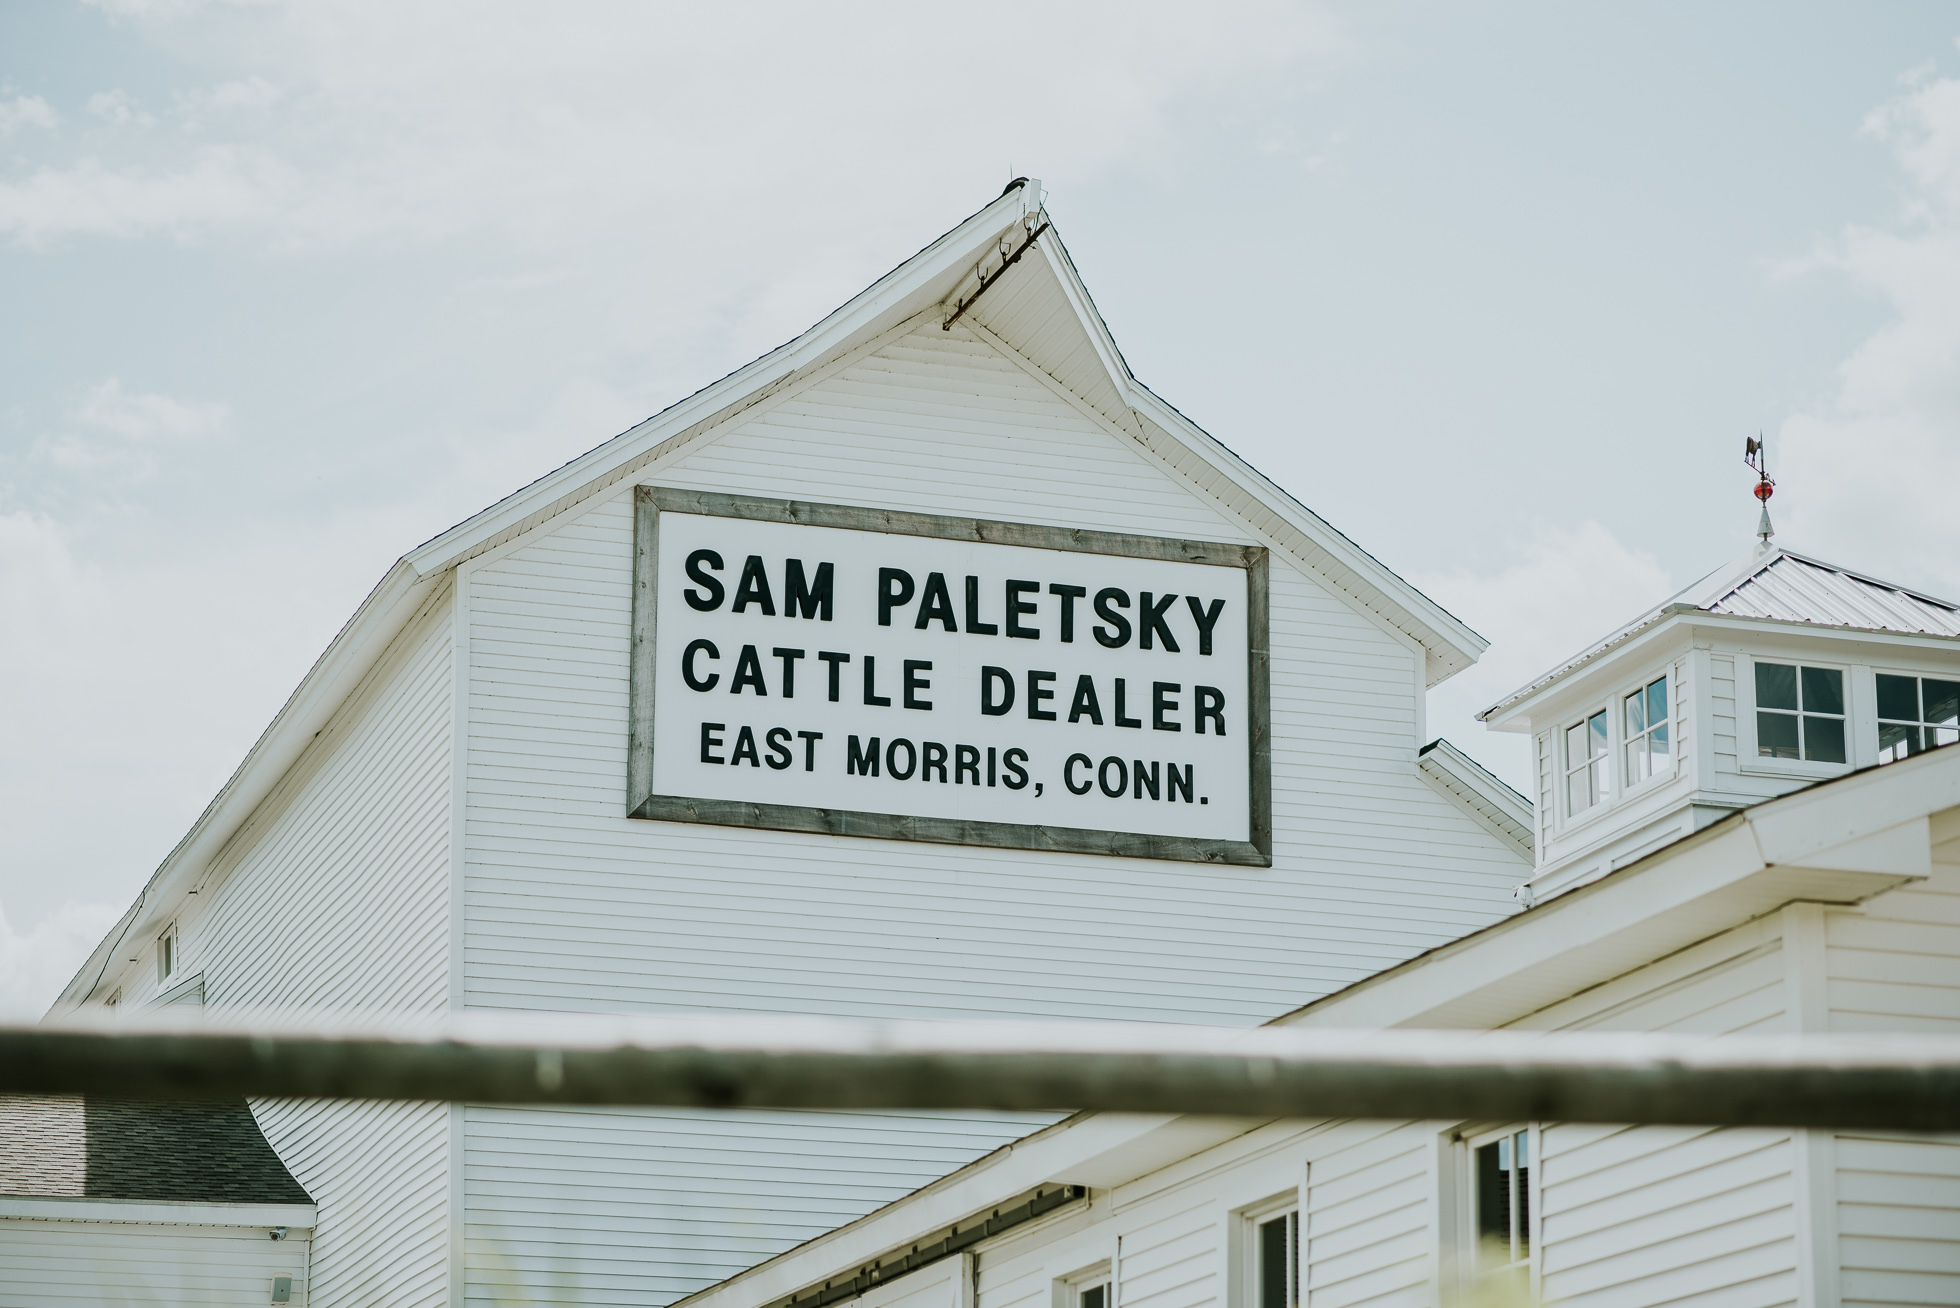 SAM PALETSKY
CATTLE DEALER
EAST MORRIS, CONN.